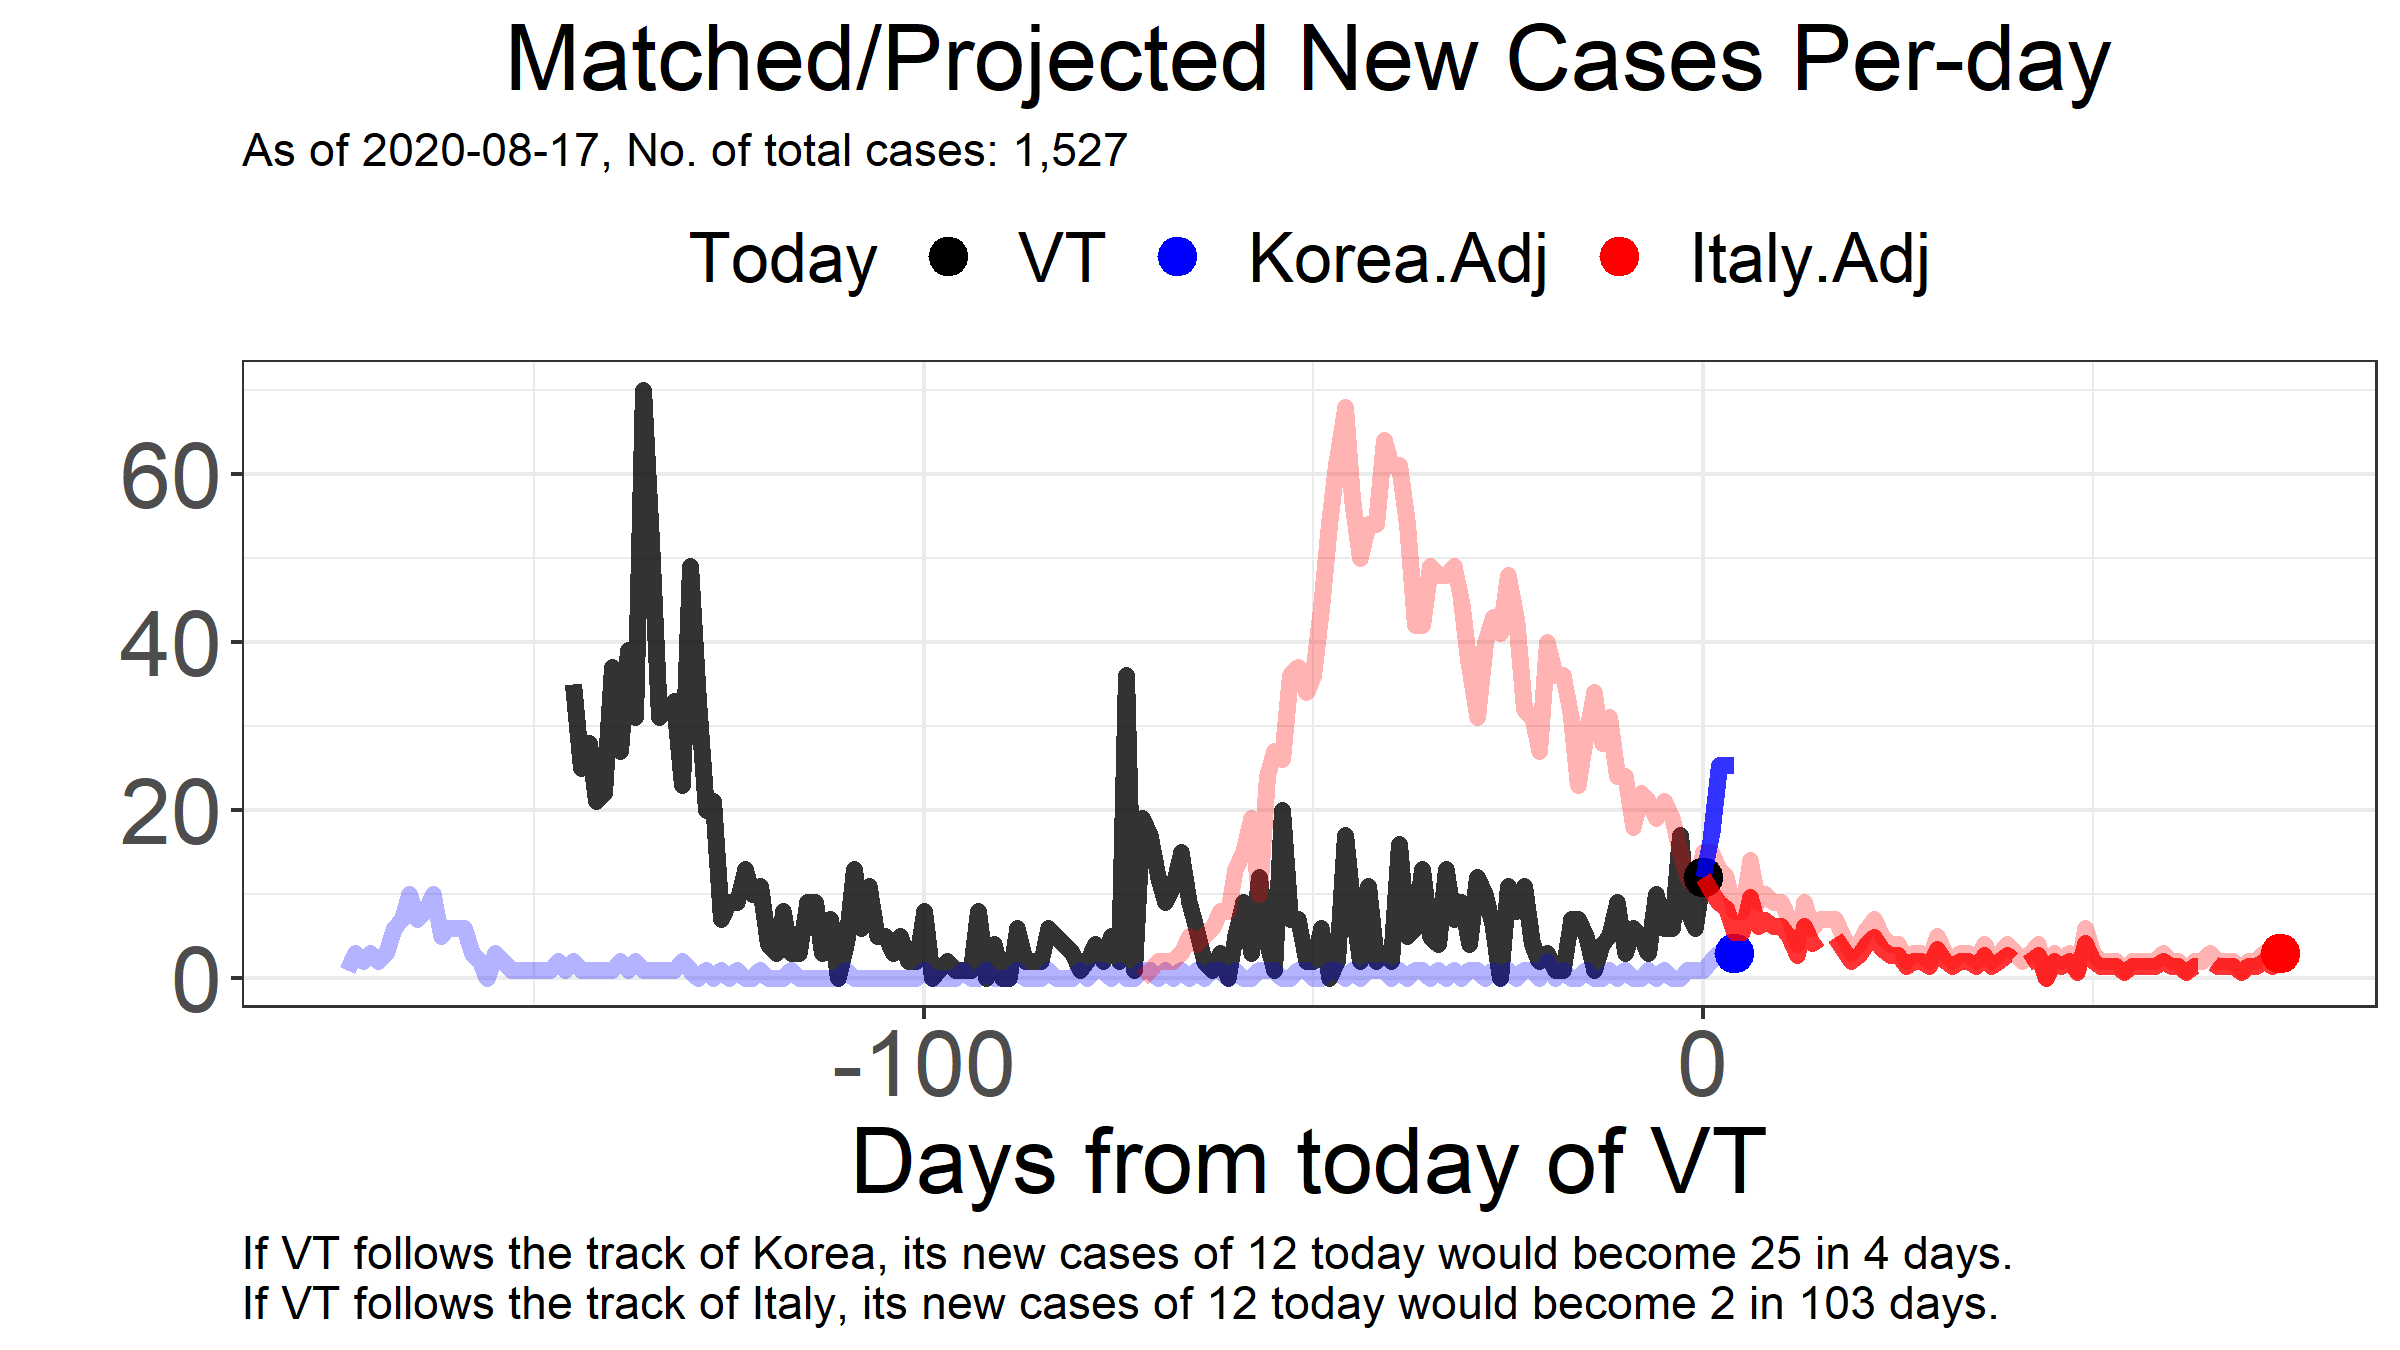 Matched/Projected New Cases Per-day
As of 2020-08-17, No. of total cases: 1,527
Today VT Korea.Adj Italy.Adj
60
40
20
0
-100 0
Days from today of VT
If VT follows the track of Korea, its new cases of 12 today would become 25 in 4 days.
If VT follows the track of Italy, its new cases of 12 today would become 2 in 103 days.